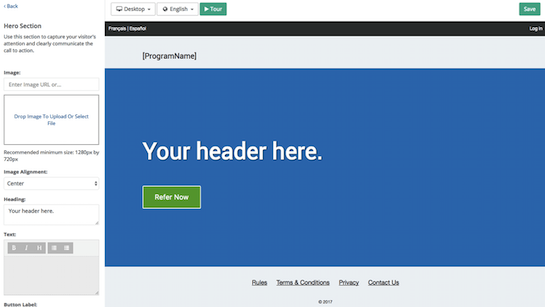 ‹ Back
Desktop
English
Tour
Save
Hero Section
Use this section to capture your visitor's
attention and clearly communicate the
call to action.
Image:
Enter image URL or...
Drop Image To Upload Or Select
File
Recommended minimum size: 1280px by
720px
Image Alignment:
Center
Heading:
Your header here.
Text:
B I H
Button Label:
Français | Español
Log in
[ProgramName]
Your header here.
Refer Now
Rules Terms & Conditions Privacy Contact Us
© 2017